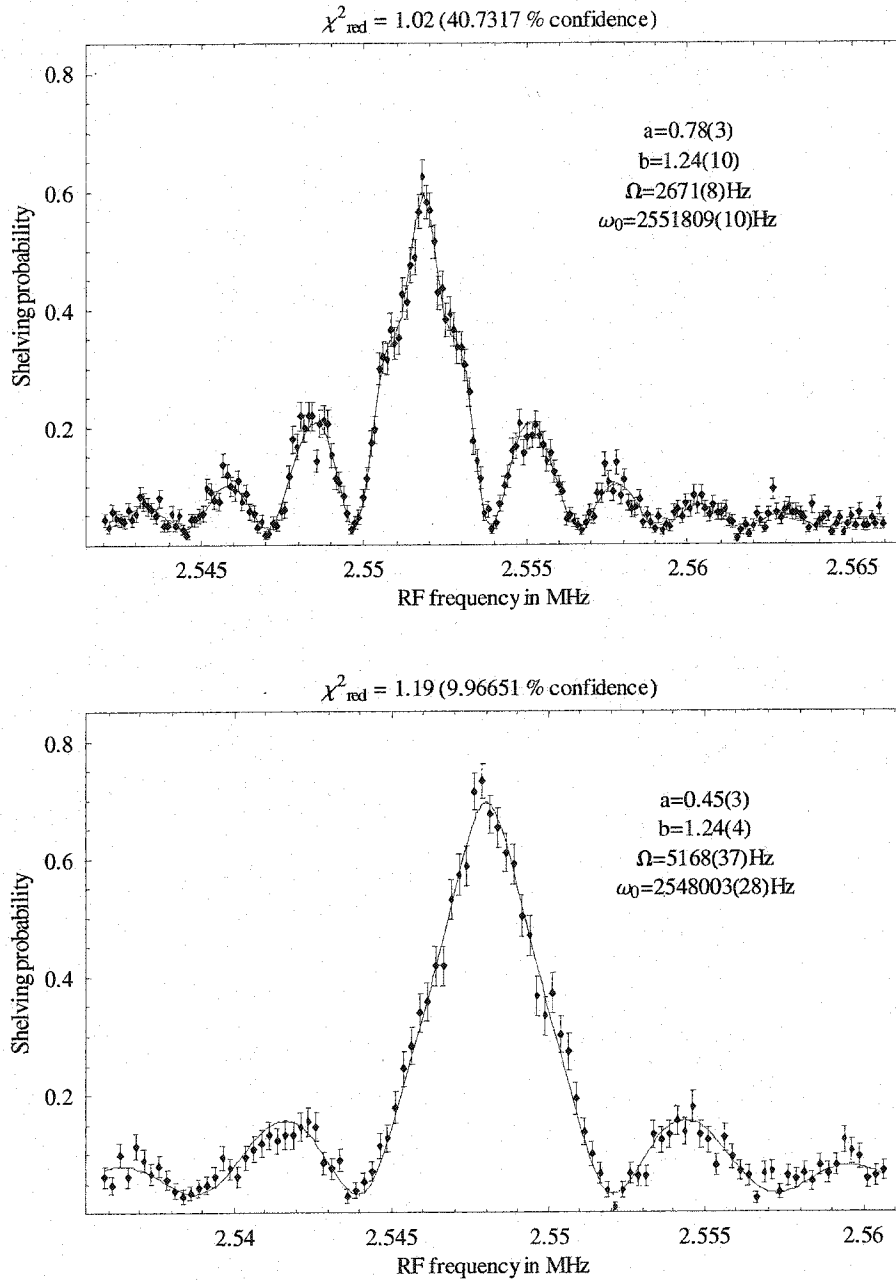 χ²red = 1.02 (40.7317 % confidence)
0.8
0.6
0.4
0.2
Shelving probability
a=0.78(3)
b=1.24(10)
Ω=2671(8)Hz
ω0=2551809(10)Hz
2.545 2.55 2.555 2.56 2.565
RF frequency in MHz
χ²red = 1.19 (9.96651 % confidence)
0.8
0.6
0.4
0.2
Shelving probability
a=0.45(3)
b=1.24(4)
Ω=5168(37)Hz
ω0=2548003(28)Hz
2.54 2.545 2.55 2.555 2.56
RF frequency in MHz